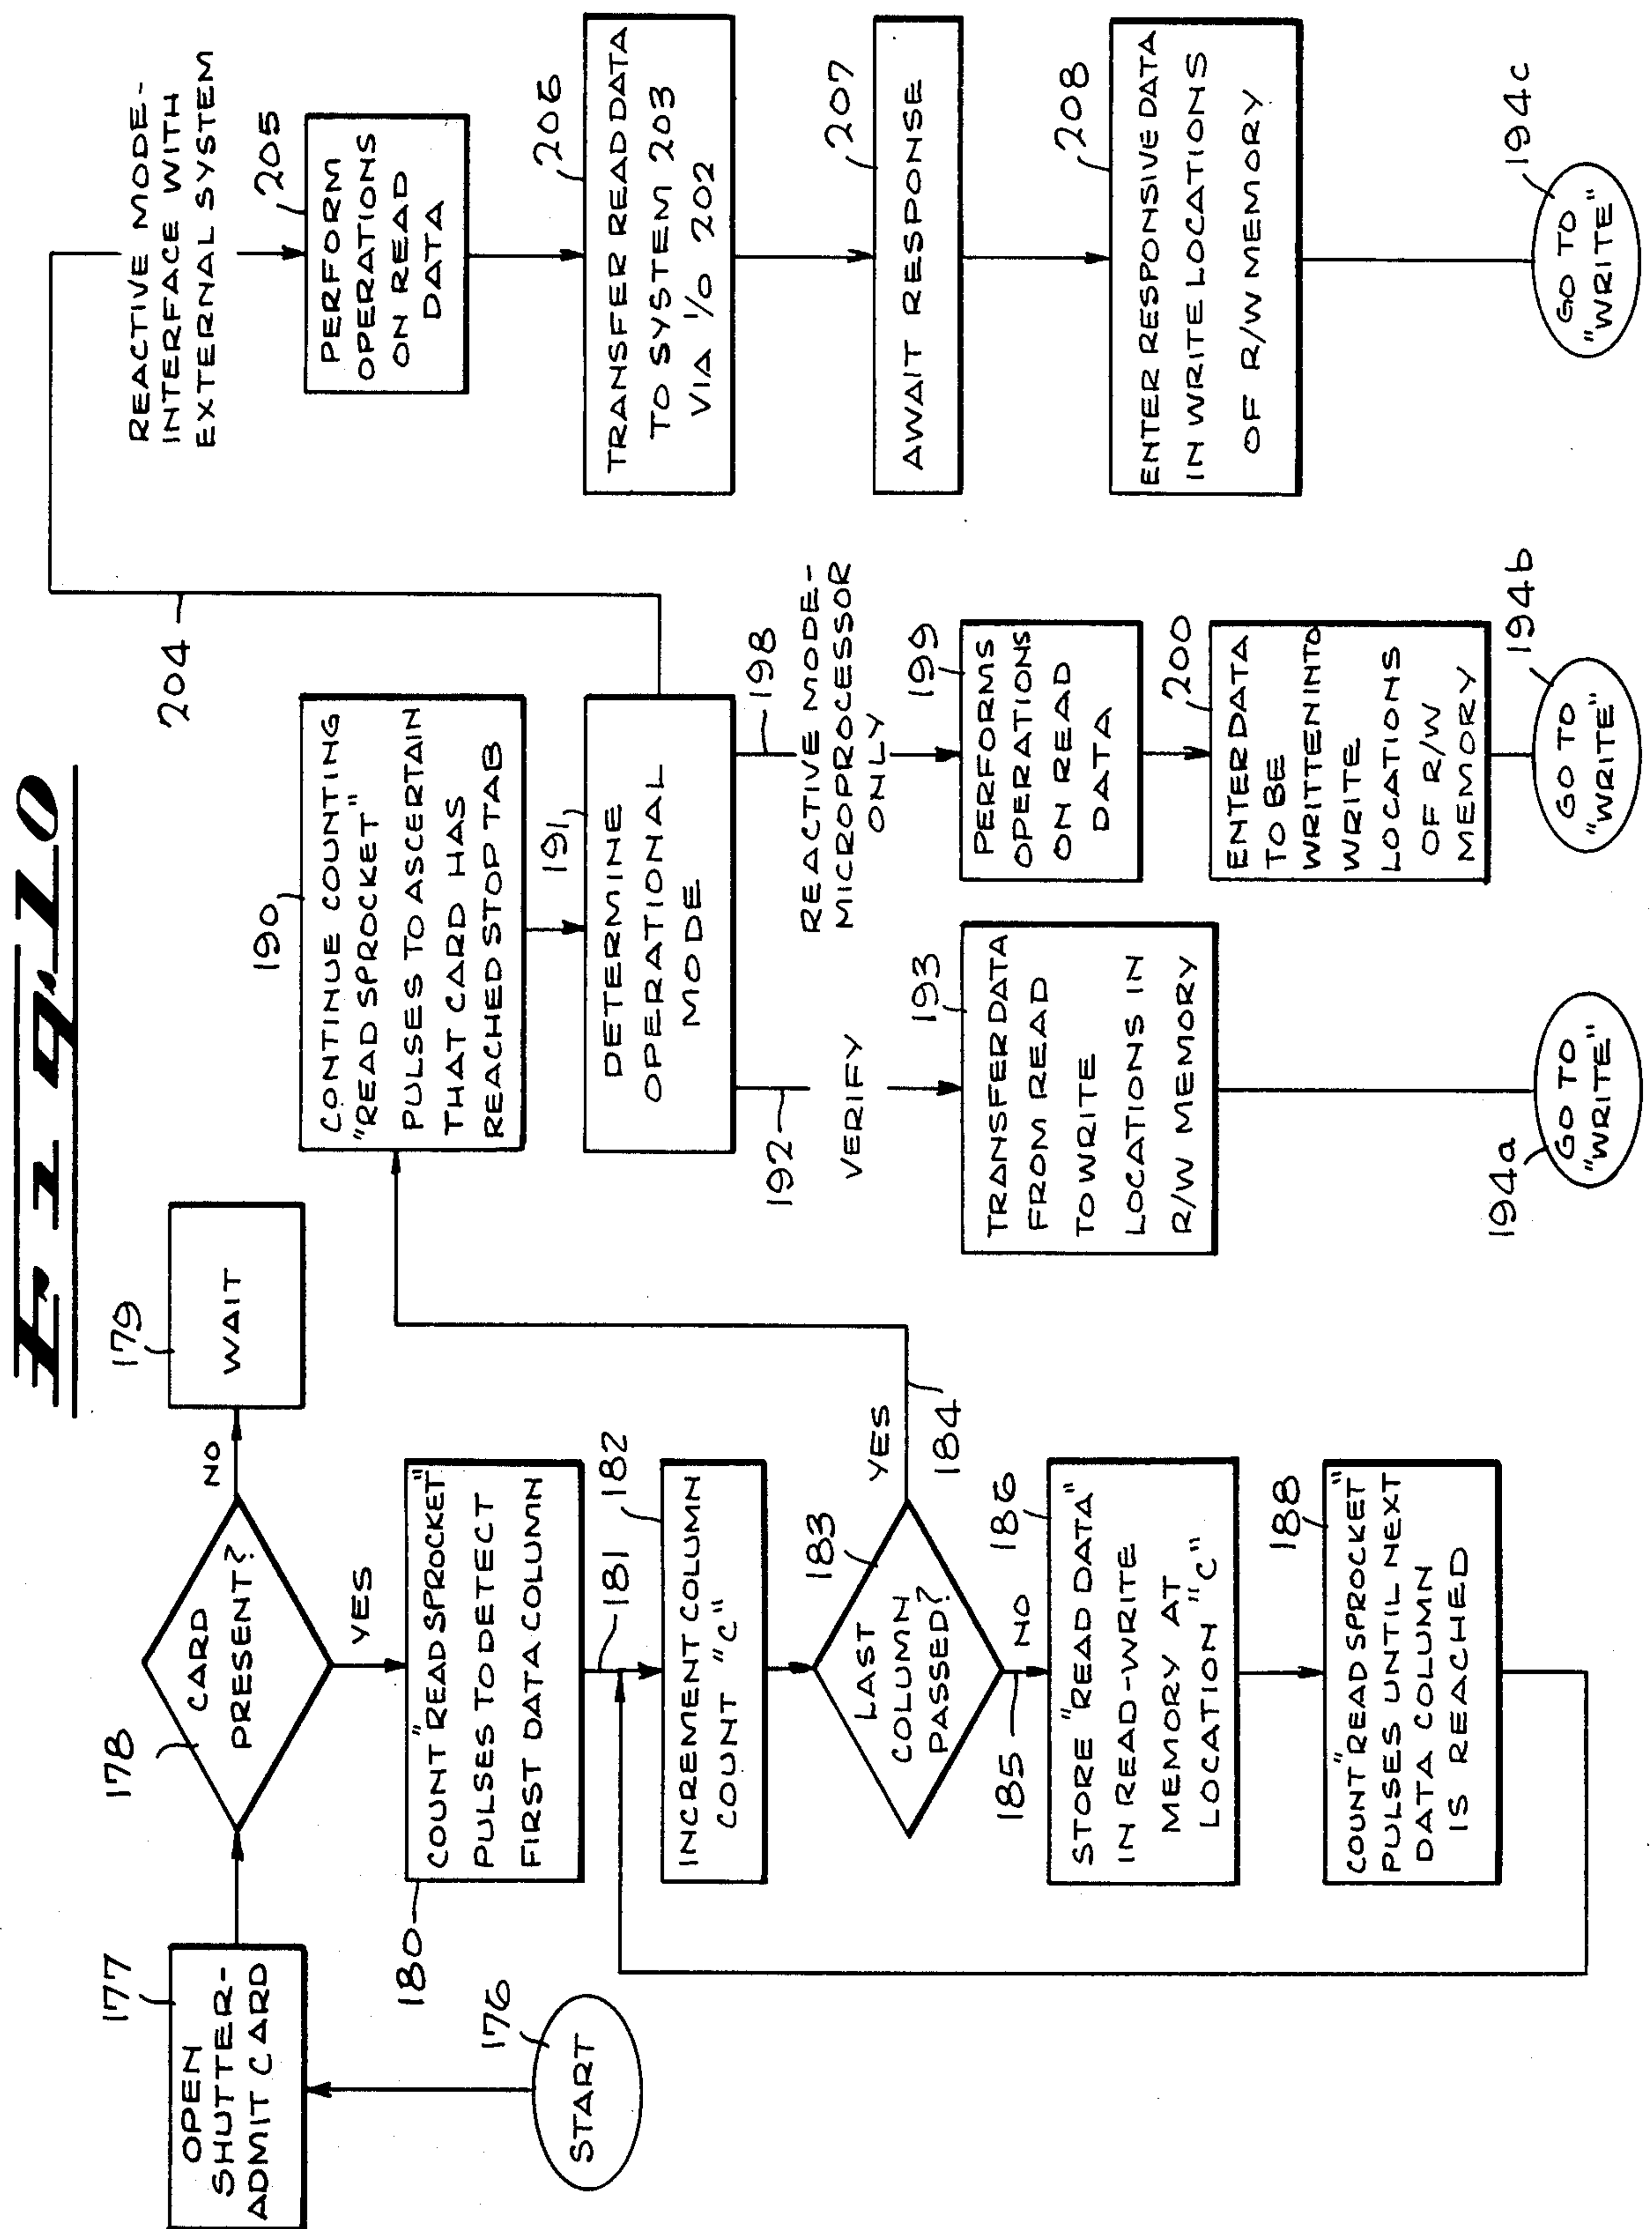 Fig. 10
177
OPEN
SHUTTER-
ADMIT CARD
176
START
178
CARD
PRESENT?
NO
179
WAIT
YES
180
COUNT "READ SPROCKET"
PULSES TO DETECT
FIRST DATA COLUMN
181
182
INCREMENT COLUMN
COUNT "C"
183
LAST
COLUMN
PASSED?
YES
184
NO
185
186
STORE "READ DATA"
IN READ-WRITE
MEMORY AT
LOCATION "C"
188
COUNT "READ SPROCKET"
PULSES UNTIL NEXT
DATA COLUMN
IS REACHED
190
CONTINUE COUNTING
"READ SPROCKET"
PULSES TO ASCERTAIN
THAT CARD HAS
REACHED STOP TAB
191
DETERMINE
OPERATIONAL
MODE
192
VERIFY
193
TRANSFER DATA
FROM READ
TO WRITE
LOCATIONS IN
R/W MEMORY
194a
GO TO
"WRITE"
198
REACTIVE MODE-
MICROPROCESSOR
ONLY
199
PERFORMS
OPERATIONS
ON READ
DATA
200
ENTER DATA
TO BE
WRITTEN INTO
WRITE
LOCATIONS
OF R/W
MEMORY
194b
GO TO
"WRITE"
204
REACTIVE MODE-
INTERFACE WITH
EXTERNAL SYSTEM
205
PERFORM
OPERATIONS
ON READ
DATA
206
TRANSFER READ DATA
TO SYSTEM 203
VIA I/O 202
207
AWAIT RESPONSE
208
ENTER RESPONSIVE DATA
IN WRITE LOCATIONS
OF R/W MEMORY
194c
GO TO
"WRITE"